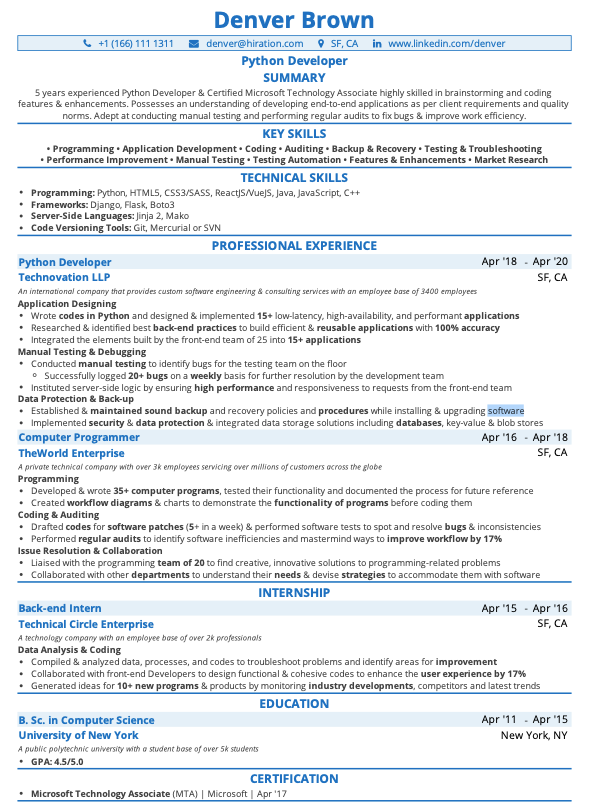 Denver Brown
+1 (166) 111 1311 denver@hiration.com SF, CA www.linkedin.com/denver
Python Developer
SUMMARY
5 years experienced Python Developer & Certified Microsoft Technology Associate highly skilled in brainstorming and coding
features & enhancements. Possesses an understanding of developing end-to-end applications as per client requirements and quality
norms. Adept at conducting manual testing and performing regular audits to fix bugs & improve work efficiency.
KEY SKILLS
• Programming • Application Development • Coding • Auditing • Backup & Recovery • Testing & Troubleshooting
• Performance Improvement • Manual Testing • Testing Automation • Features & Enhancements • Market Research
TECHNICAL SKILLS
• Programming: Python, HTML5, CSS3/SASS, ReactJS/VueJS, Java, JavaScript, C++
• Frameworks: Django, Flask, Boto3
• Server-Side Languages: Jinja 2, Mako
• Code Versioning Tools: Git, Mercurial or SVN
PROFESSIONAL EXPERIENCE
Python Developer Apr '18 - Apr '20
Technovation LLP SF, CA
An international company that provides custom software engineering & consulting services with an employee base of 3400 employees
Application Designing
• Wrote codes in Python and designed & implemented 15+ low-latency, high-availability, and performant applications
• Researched & identified best back-end practices to build efficient & reusable applications with 100% accuracy
• Integrated the elements built by the front-end team of 25 into 15+ applications
Manual Testing & Debugging
• Conducted manual testing to identify bugs for the testing team on the floor
◦ Successfully logged 20+ bugs on a weekly basis for further resolution by the development team
• Instituted server-side logic by ensuring high performance and responsiveness to requests from the front-end team
Data Protection & Back-up
• Established & maintained sound backup and recovery policies and procedures while installing & upgrading software
• Implemented security & data protection & integrated data storage solutions including databases, key-value & blob stores
Computer Programmer Apr '16 - Apr '18
TheWorld Enterprise SF, CA
A private technical company with over 3k employees servicing over millions of customers across the globe
Programming
• Developed & wrote 35+ computer programs, tested their functionality and documented the process for future reference
• Created workflow diagrams & charts to demonstrate the functionality of programs before coding them
Coding & Auditing
• Drafted codes for software patches (5+ in a week) & performed software tests to spot and resolve bugs & inconsistencies
• Performed regular audits to identify software inefficiencies and mastermind ways to improve workflow by 17%
Issue Resolution & Collaboration
• Liaised with the programming team of 20 to find creative, innovative solutions to programming-related problems
• Collaborated with other departments to understand their needs & devise strategies to accommodate them with software
INTERNSHIP
Back-end Intern Apr '15 - Apr '16
Technical Circle Enterprise SF, CA
A technology company with an employee base of over 2k professionals
Data Analysis & Coding
• Compiled & analyzed data, processes, and codes to troubleshoot problems and identify areas for improvement
• Collaborated with front-end Developers to design functional & cohesive codes to enhance the user experience by 17%
• Generated ideas for 10+ new programs & products by monitoring industry developments, competitors and latest trends
EDUCATION
B. Sc. in Computer Science Apr '11 - Apr '15
University of New York New York, NY
A public polytechnic university with a student base of over 5k students
• GPA: 4.5/5.0
CERTIFICATION
• Microsoft Technology Associate (MTA) | Microsoft | Apr '17